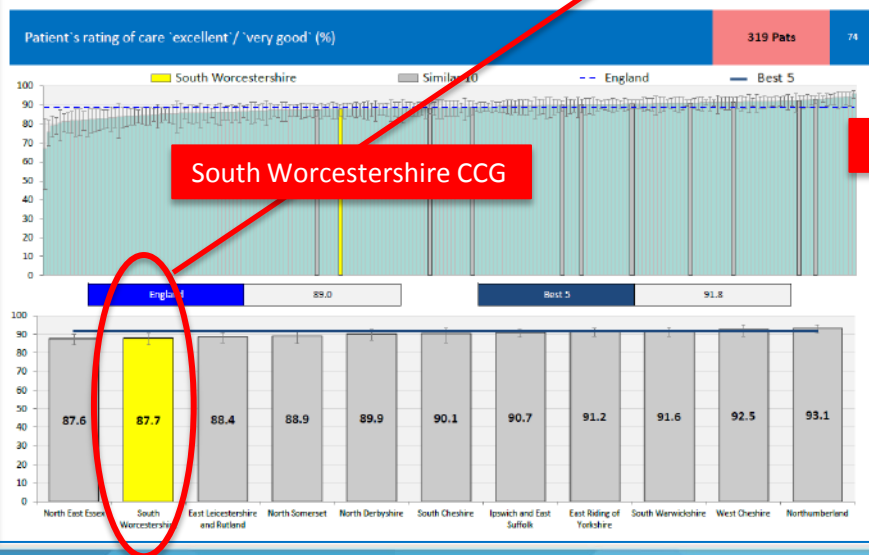 Patient`s rating of care `excellent`/ `very good` (%)
319 Pats
74
South Worcestershire
Similar 10
England
Best 5
100
90
80
70
60
50
40
30
20
10
0
South Worcestershire CCG
England
89.0
Best 5
91.8
100
90
80
70
60
50
40
30
20
10
0
87.6
87.7
88.4
88.9
89.9
90.1
90.7
91.2
91.6
92.5
93.1
North East Essex
South
Worcestershire
East Leicestershire
and Rutland
North Somerset
North Derbyshire
South Cheshire
Ipswich and East
Suffolk
East Riding of
Yorkshire
South Warwickshire
West Cheshire
Northumberland